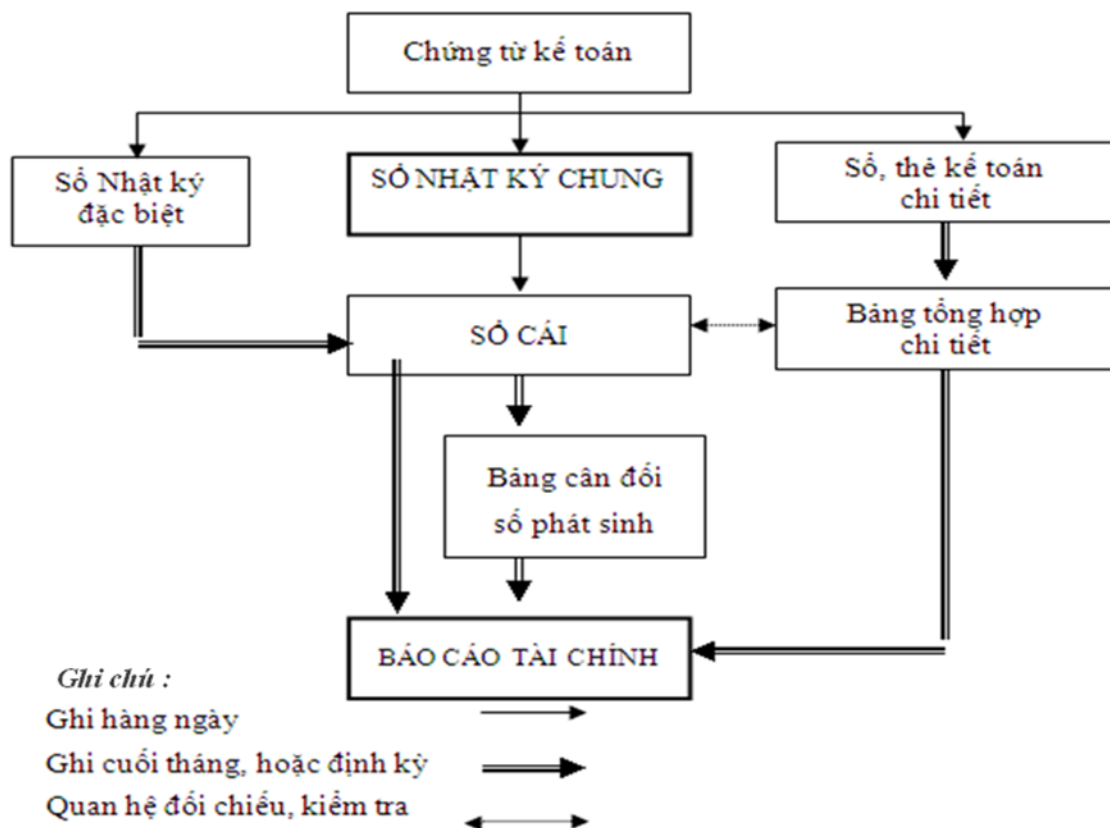 Chứng từ kế toán
Sổ Nhật ký
đặc biệt
SỔ NHẬT KÝ CHUNG
Sổ, thẻ kế toán
chi tiết
SỔ CÁI
Bảng tổng hợp
chi tiết
Bảng cân đối
số phát sinh
BÁO CÁO TÀI CHÍNH
Ghi chú :
Ghi hàng ngày
Ghi cuối tháng, hoặc định kỳ
Quan hệ đối chiếu, kiểm tra